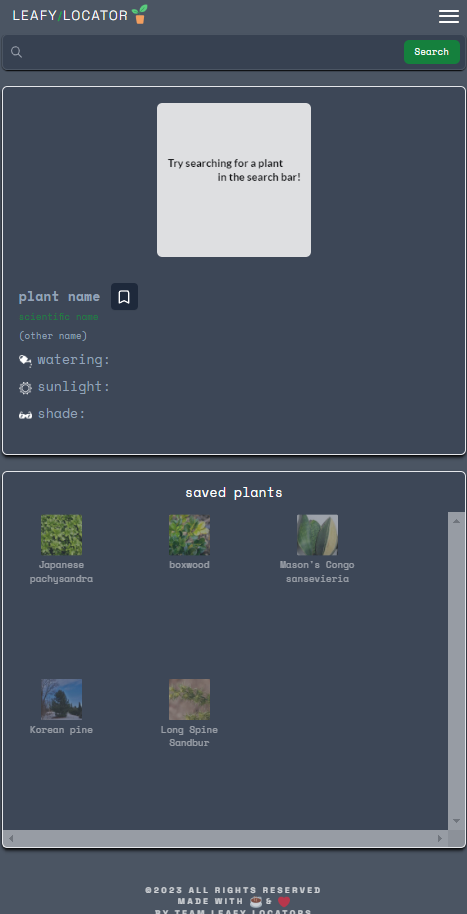 LEAFY/LOCATOR
Search
Try searching for a plant
in the search bar!
plant name
scientific name
(other name)
watering:
sunlight:
shade:
saved plants
Japanese
pachysandra
boxwood
Mason's Congo
sansevieria
Korean pine
Long Spine
Sandbur
©2023 ALL RIGHTS RESERVED
MADE WITH ☕ & ❤️
BY TEAM LEAFY LOCATORS